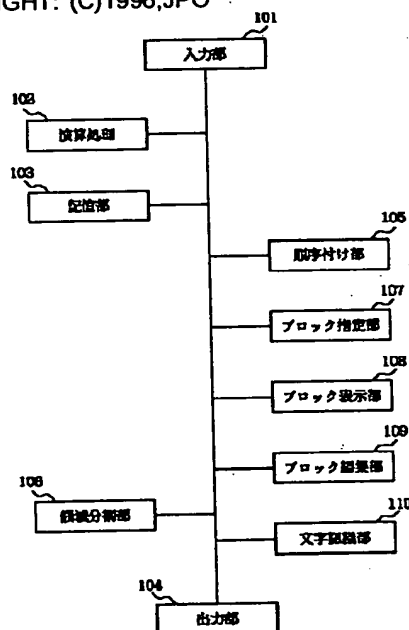 IGHT: (C)1996,JPO
101
入力部
102
演算処理
103
記憶部
105
順序付け部
107
ブロック指定部
108
ブロック表示部
109
ブロック編集部
106
領域分割部
110
文字認識部
104
出力部